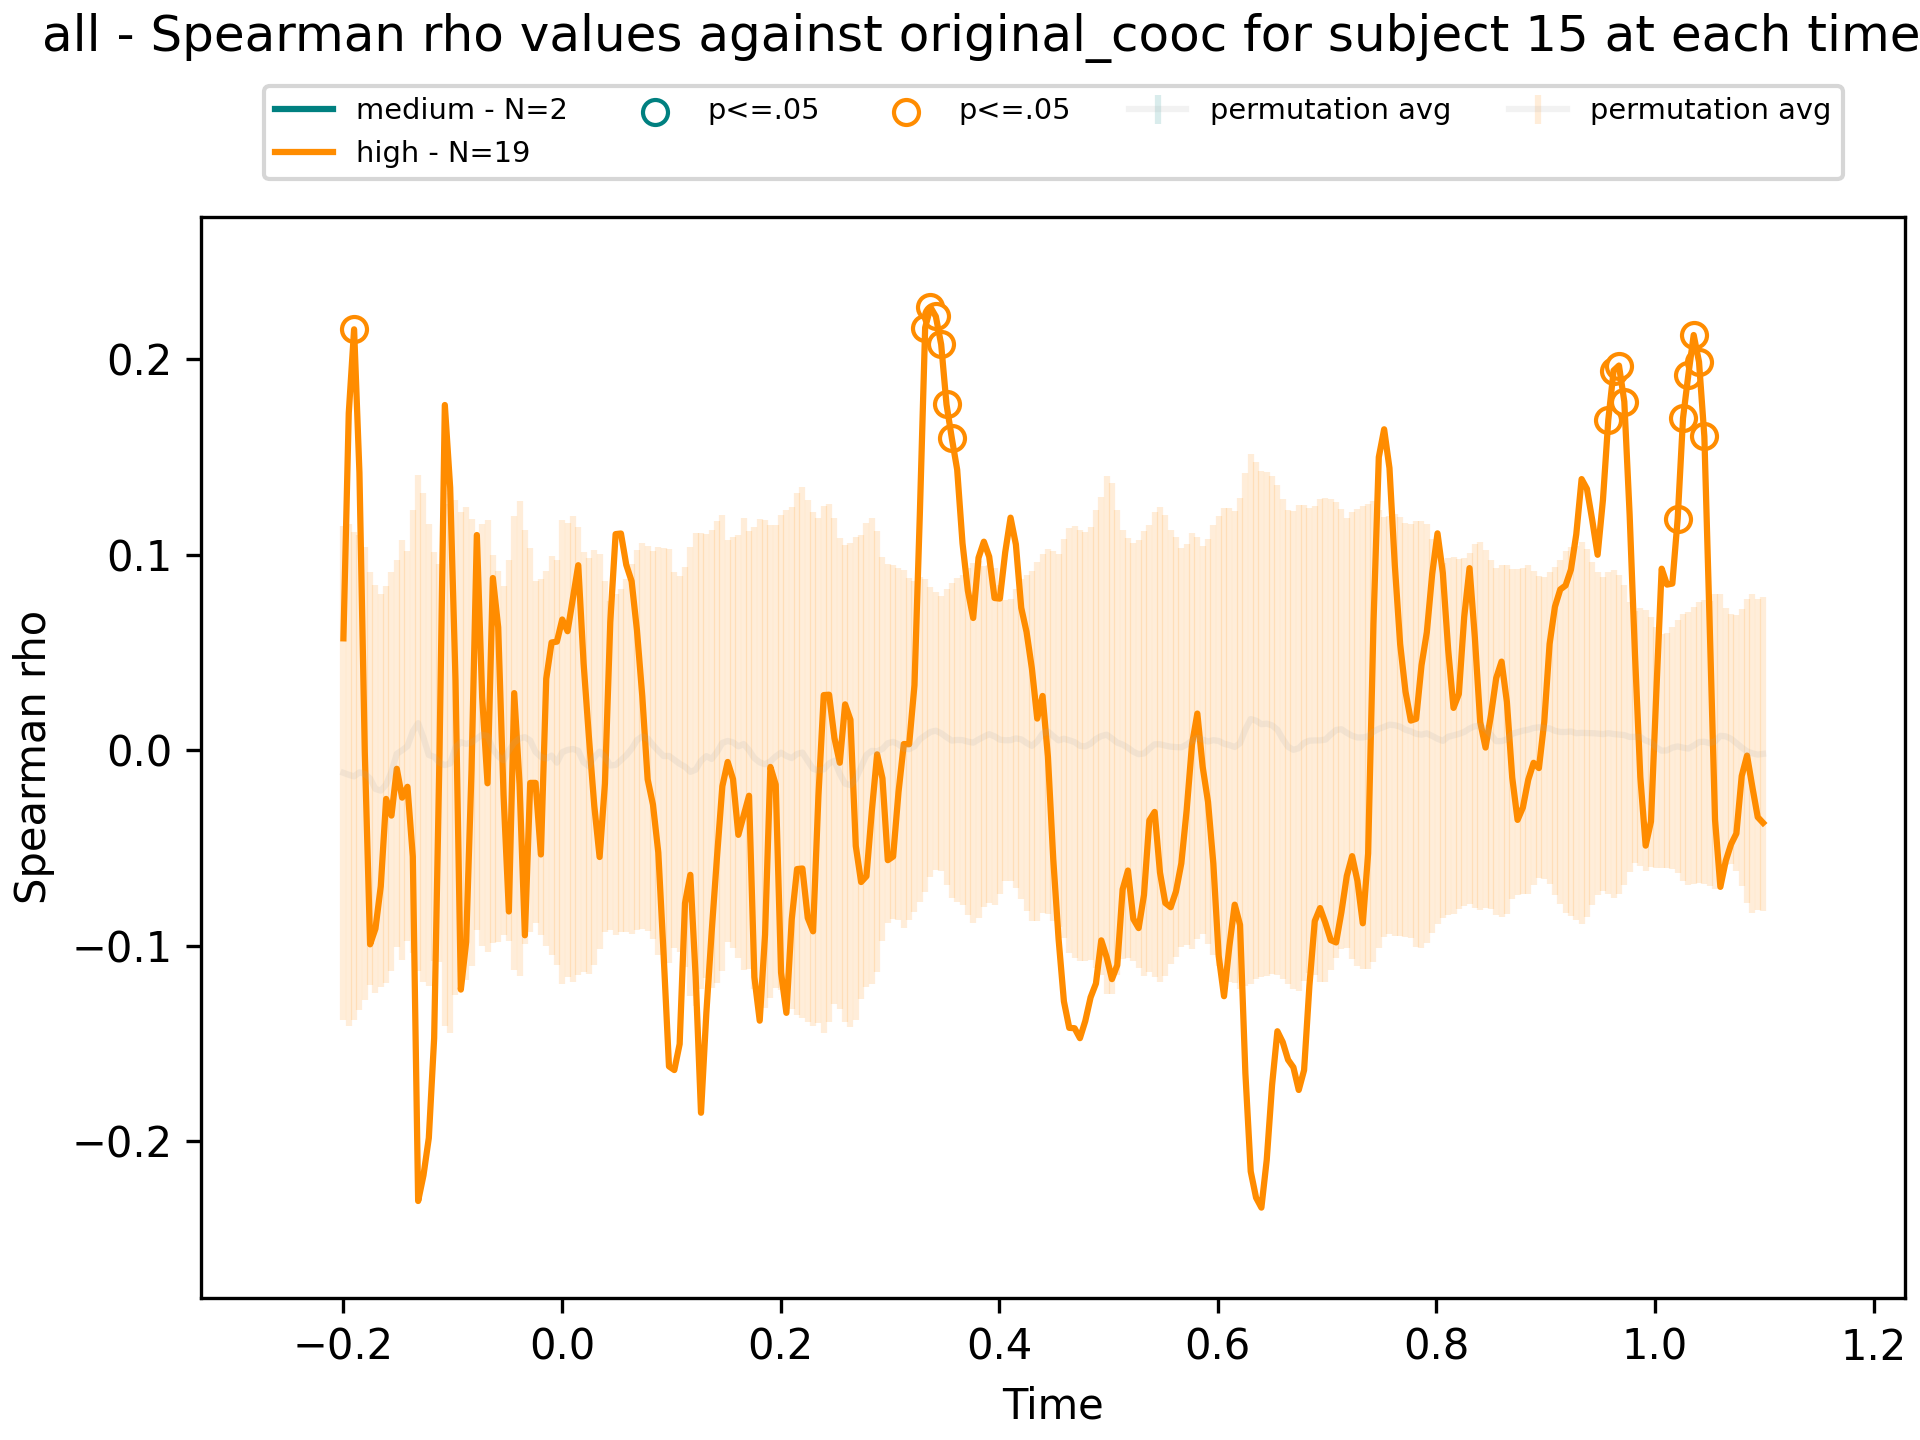 all - Spearman rho values against original_cooc for subject 15 at each time
medium - N=2
high - N=19
p<=.05
p<=.05
permutation avg
permutation avg
Spearman rho
0.2
0.1
0.0
−0.1
−0.2
−0.2
0.0
0.2
0.4
0.6
0.8
1.0
1.2
Time